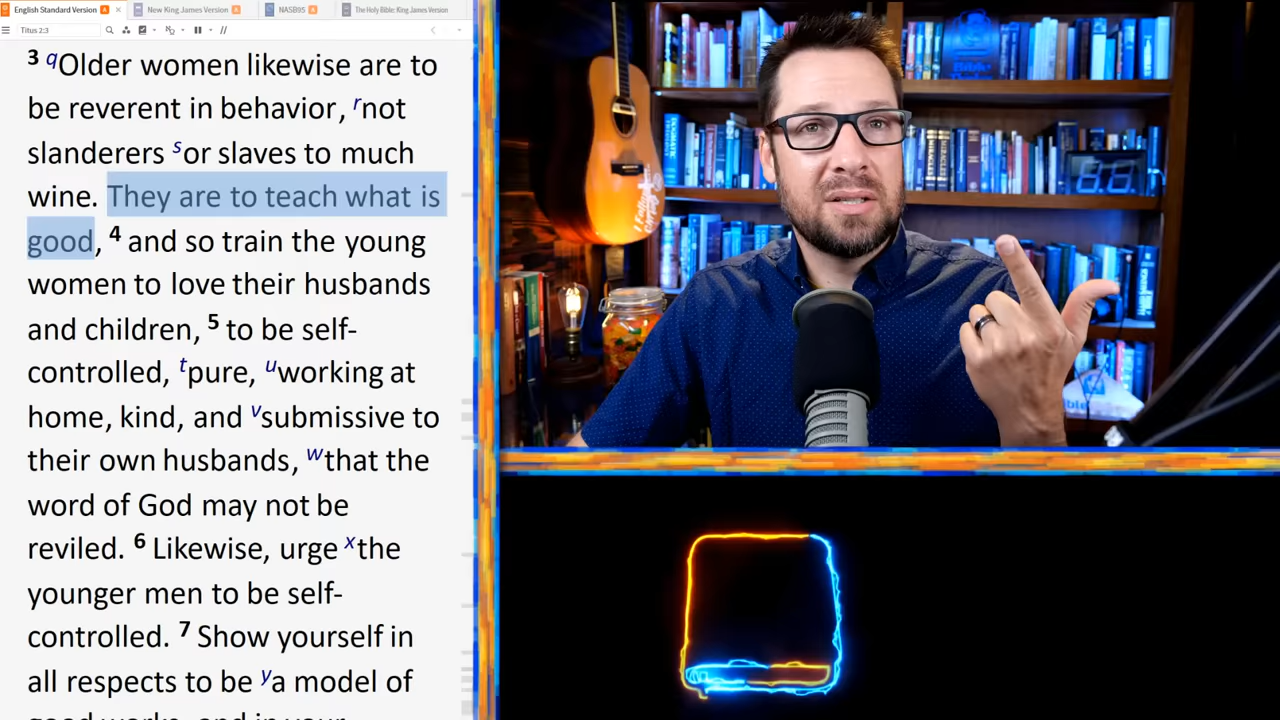 English Standard Version A
New King James Version A
NASB95 A
The Holy Bible: King James Version
Titus 2:3
3 qOlder women likewise are to
be reverent in behavior, rnot
slanderers sor slaves to much
wine. They are to teach what is
good, 4 and so train the young
women to love their husbands
and children, 5 to be self-
controlled, tpure, uworking at
home, kind, and vsubmissive to
their own husbands, wthat the
word of God may not be
reviled. 6 Likewise, urge xthe
younger men to be self-
controlled. 7 Show yourself in
all respects to be ya model of
good works, and in your